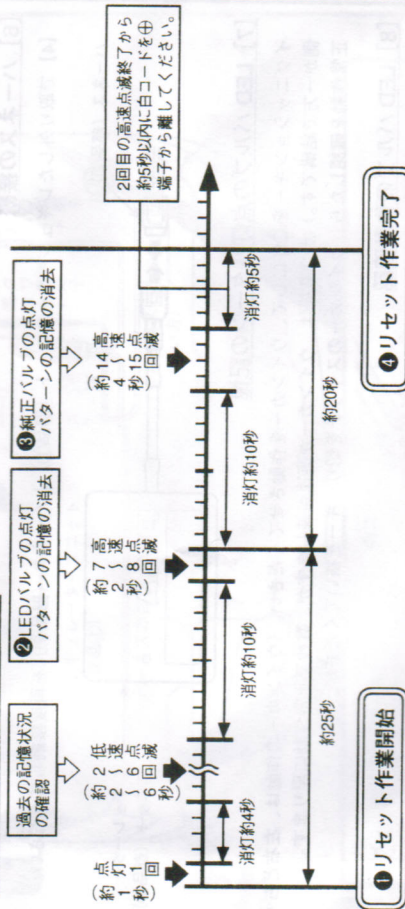 過去の記憶状況
の確認
❷LEDバルブの点灯
パターンの記憶の消去
❸純正バルブの点灯
パターンの記憶の消去
点灯1回
(約1秒)
低速点滅
2~6回
(約2~6秒)
高速点滅
7~8回
(約2秒)
高速点滅
14~15回
(約4秒)
2回目の高速点滅終了から
約5秒以内に白コードを⊕
端子から離してください。
消灯約4秒
消灯約10秒
消灯約10秒
消灯約5秒
約25秒
約20秒
❶リセット作業開始
❹リセット作業完了